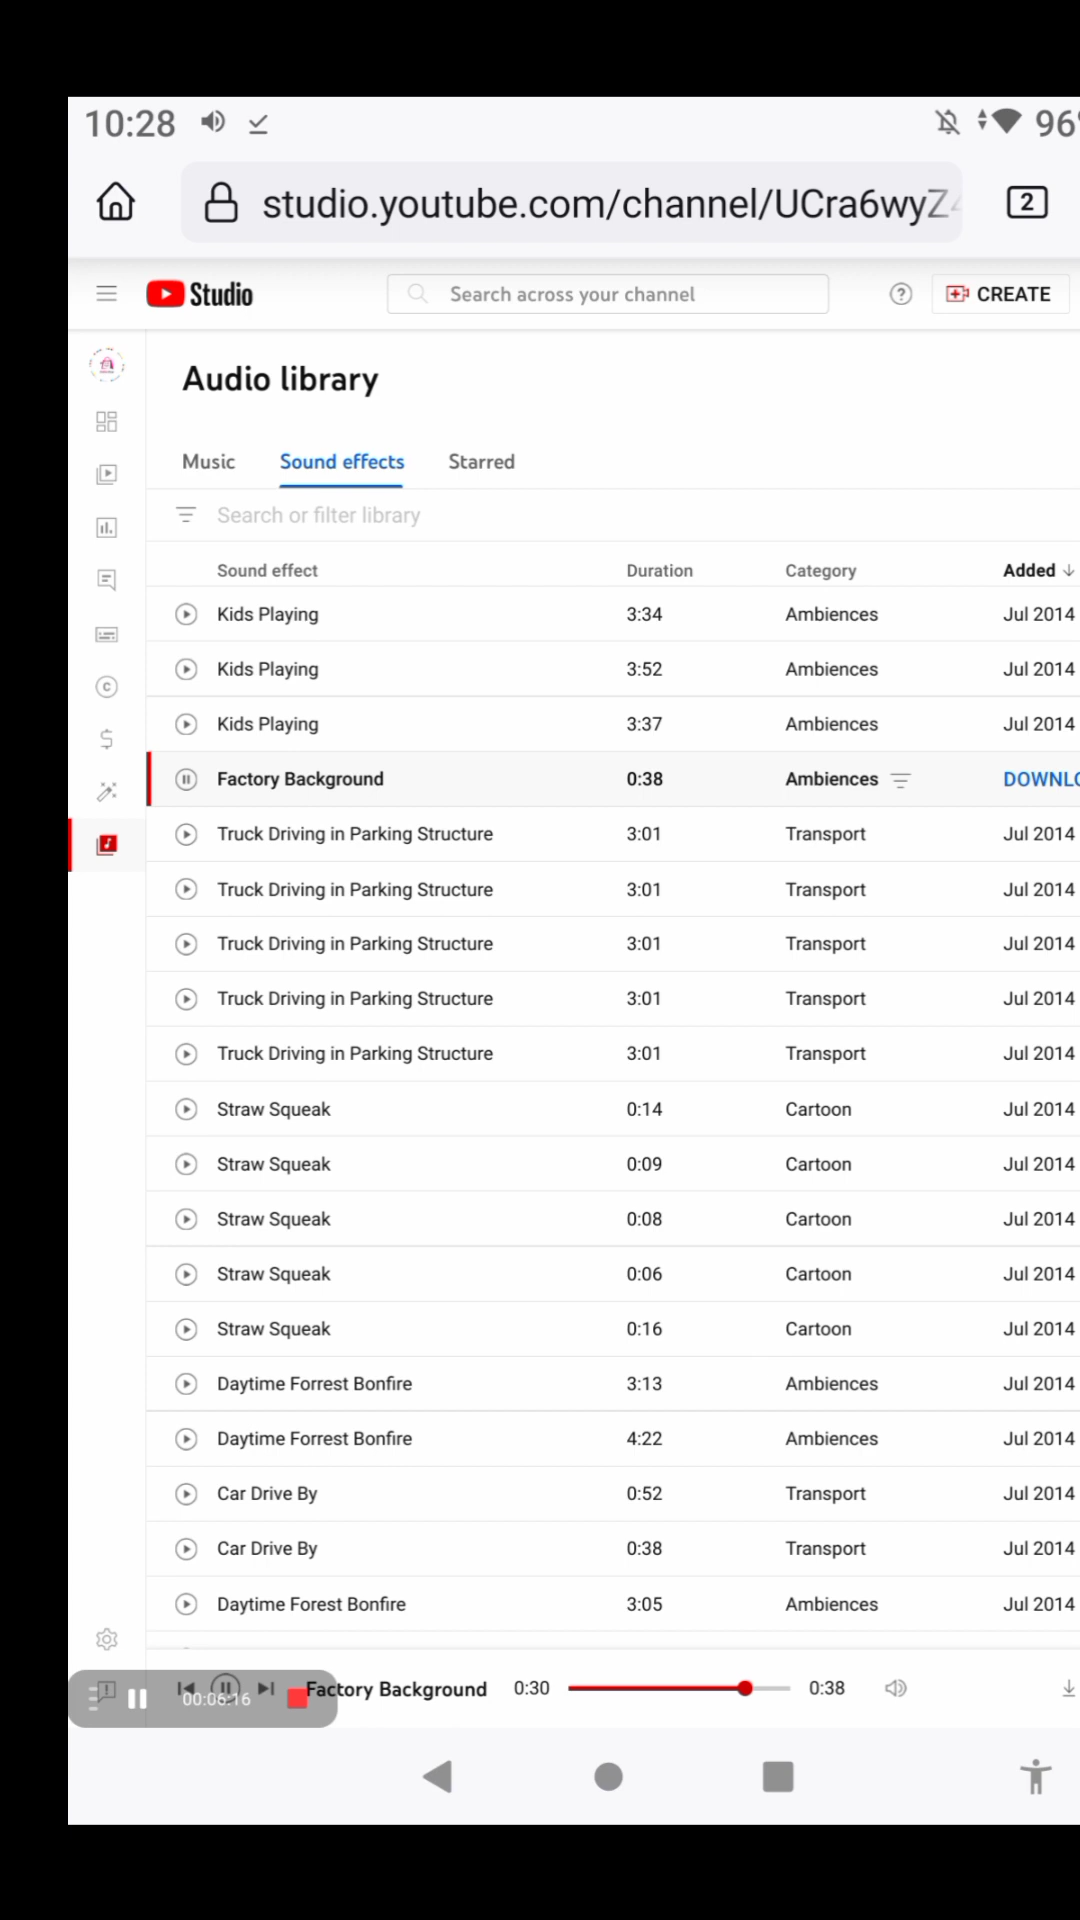 10:28 96
studio.youtube.com/channel/UCra6wyZ 2
Studio Search across your channel ? CREATE
Audio library
Music Sound effects Starred
Search or filter library
Sound effect Duration Category Added
Kids Playing 3:34 Ambiences Jul 2014
Kids Playing 3:52 Ambiences Jul 2014
Kids Playing 3:37 Ambiences Jul 2014
Factory Background 0:38 Ambiences DOWNLO
Truck Driving in Parking Structure 3:01 Transport Jul 2014
Truck Driving in Parking Structure 3:01 Transport Jul 2014
Truck Driving in Parking Structure 3:01 Transport Jul 2014
Truck Driving in Parking Structure 3:01 Transport Jul 2014
Truck Driving in Parking Structure 3:01 Transport Jul 2014
Straw Squeak 0:14 Cartoon Jul 2014
Straw Squeak 0:09 Cartoon Jul 2014
Straw Squeak 0:08 Cartoon Jul 2014
Straw Squeak 0:06 Cartoon Jul 2014
Straw Squeak 0:16 Cartoon Jul 2014
Daytime Forrest Bonfire 3:13 Ambiences Jul 2014
Daytime Forrest Bonfire 4:22 Ambiences Jul 2014
Car Drive By 0:52 Transport Jul 2014
Car Drive By 0:38 Transport Jul 2014
Daytime Forest Bonfire 3:05 Ambiences Jul 2014
00:06:16 Factory Background 0:30 0:38